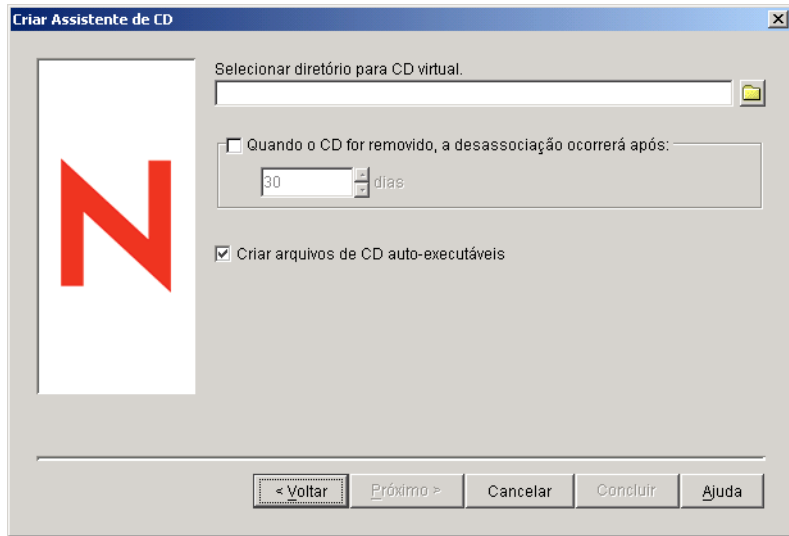 Criar Assistente de CD
Selecionar diretório para CD virtual.
Quando o CD for removido, a desassociação ocorrerá após:
30 dias
Criar arquivos de CD auto-executáveis
< Voltar Próximo > Cancelar Concluir Ajuda